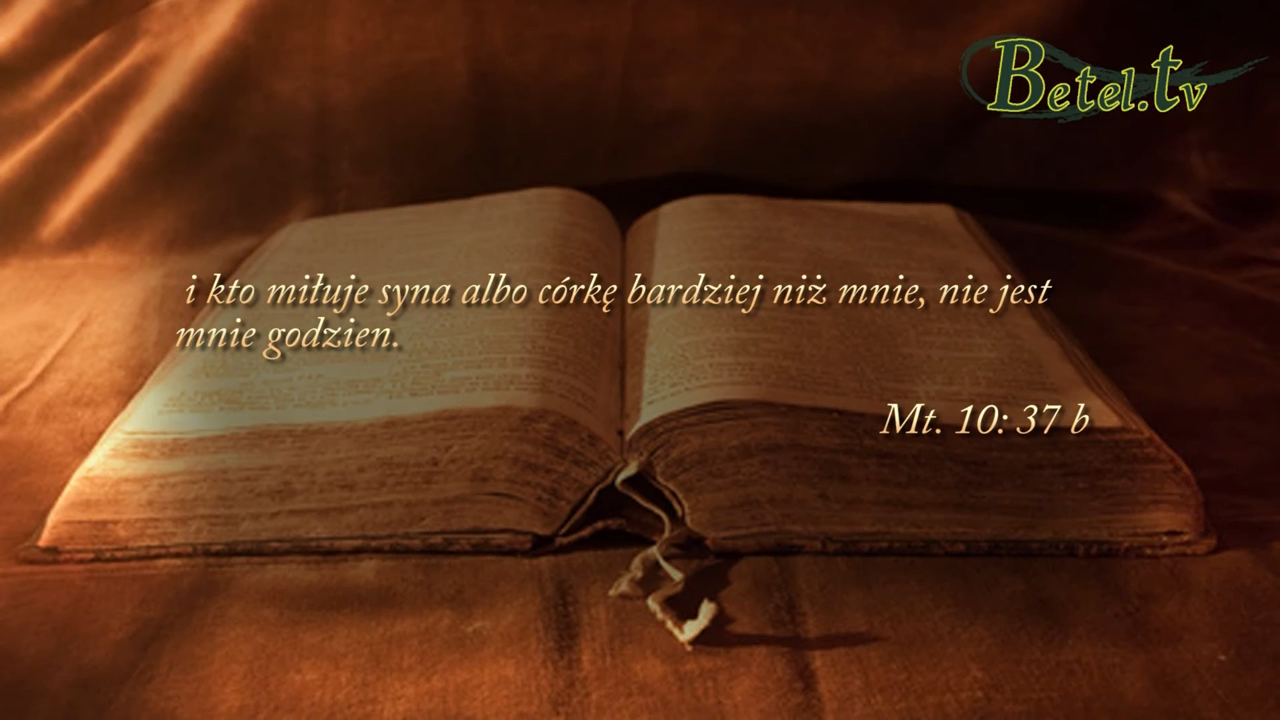 Betel.tv
i kto miłuje syna albo córkę bardziej niż mnie, nie jest
mnie godzien.
Mt. 10: 37 b